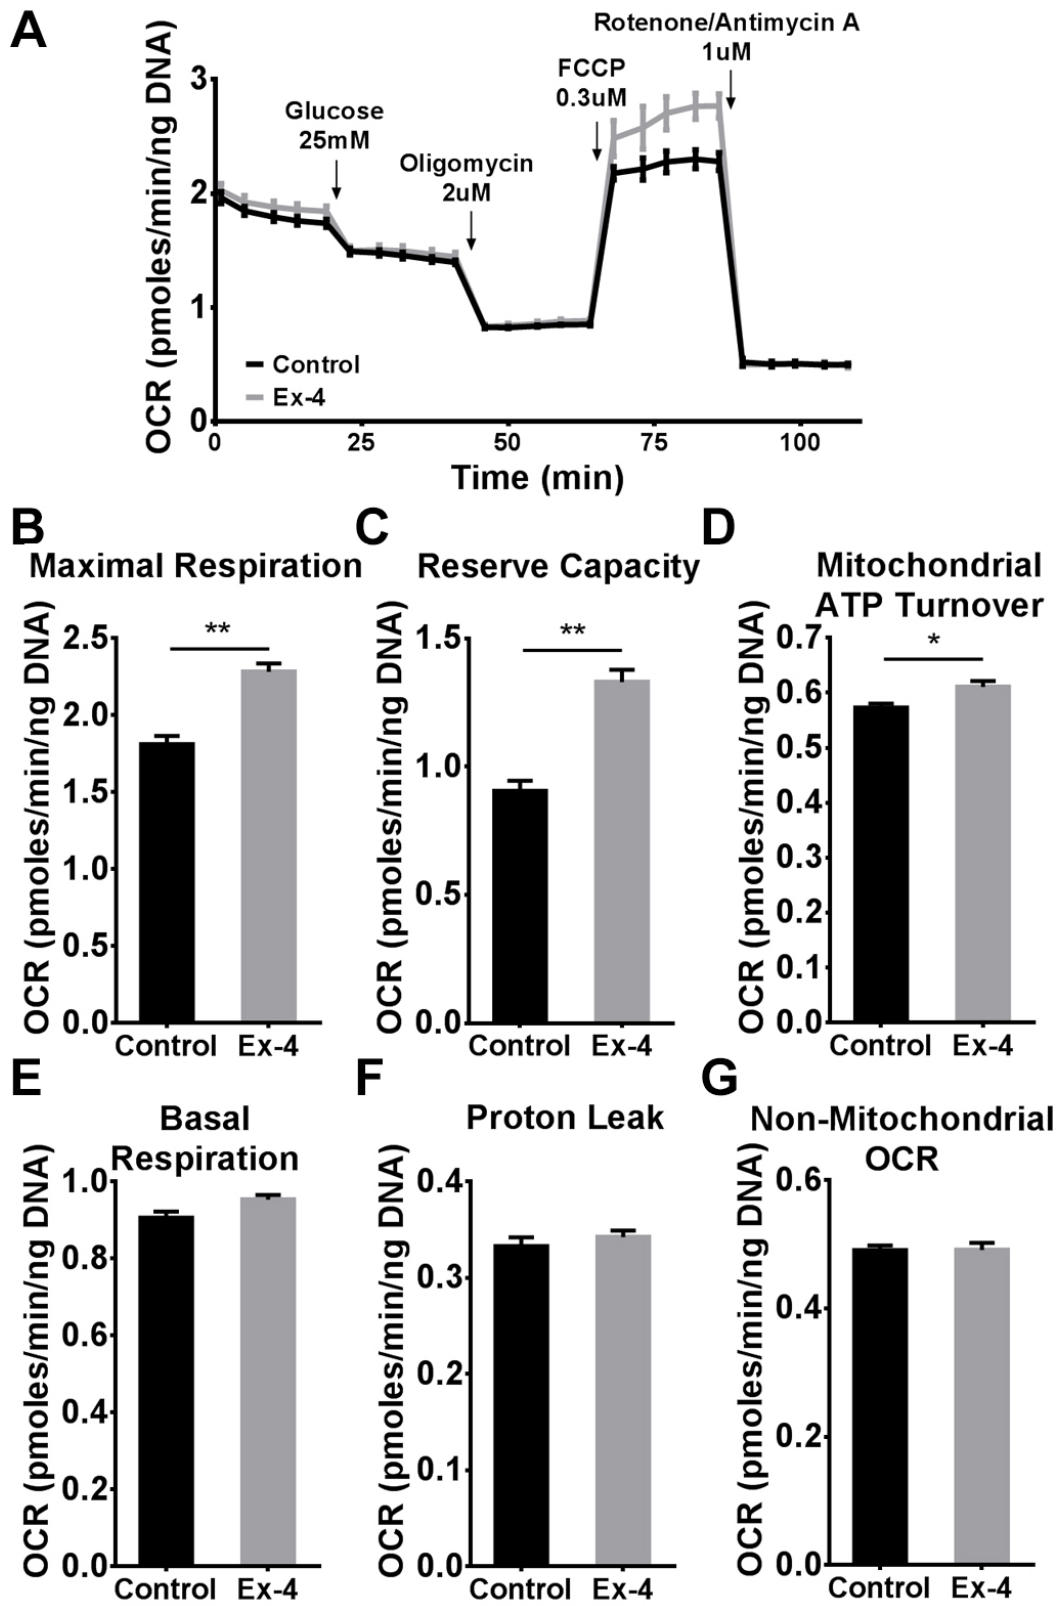 A
Rotenone/Antimycin A
1uM
FCCP
0.3uM
Glucose
25mM
Oligomycin
2uM
OCR (pmoles/min/ng DNA)
3
2
1
0
Control
Ex-4
0 25 50 75 100
Time (min)
B
Maximal Respiration
OCR (pmoles/min/ng DNA)
2.5
2.0
1.5
1.0
0.5
0.0
**
Control Ex-4
C
Reserve Capacity
OCR (pmoles/min/ng DNA)
1.5
1.0
0.5
0.0
**
Control Ex-4
D
Mitochondrial
ATP Turnover
OCR (pmoles/min/ng DNA)
0.7
0.6
0.5
0.4
0.3
0.2
0.1
0.0
*
Control Ex-4
E
Basal
Respiration
OCR (pmoles/min/ng DNA)
1.0
0.8
0.6
0.4
0.2
0.0
Control Ex-4
F
Proton Leak
OCR (pmoles/min/ng DNA)
0.4
0.3
0.2
0.1
0.0
Control Ex-4
G
Non-Mitochondrial
OCR
OCR (pmoles/min/ng DNA)
0.6
0.4
0.2
0.0
Control Ex-4